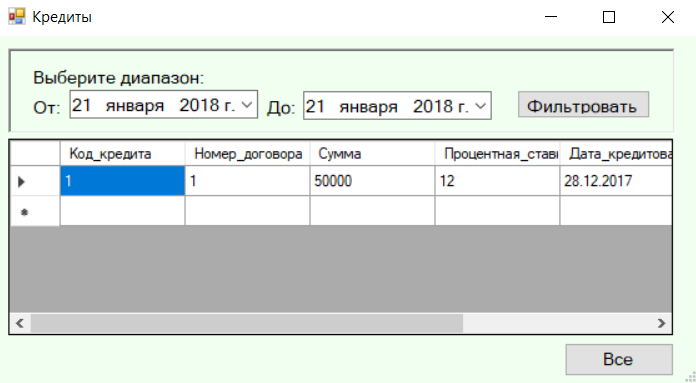 Кредиты
Выберите диапазон:
От: 21 января 2018 г. До: 21 января 2018 г. Фильтровать
Код_кредита Номер_договора Сумма Процентная_став Дата_кредитова
1 1 50000 12 28.12.2017
Все